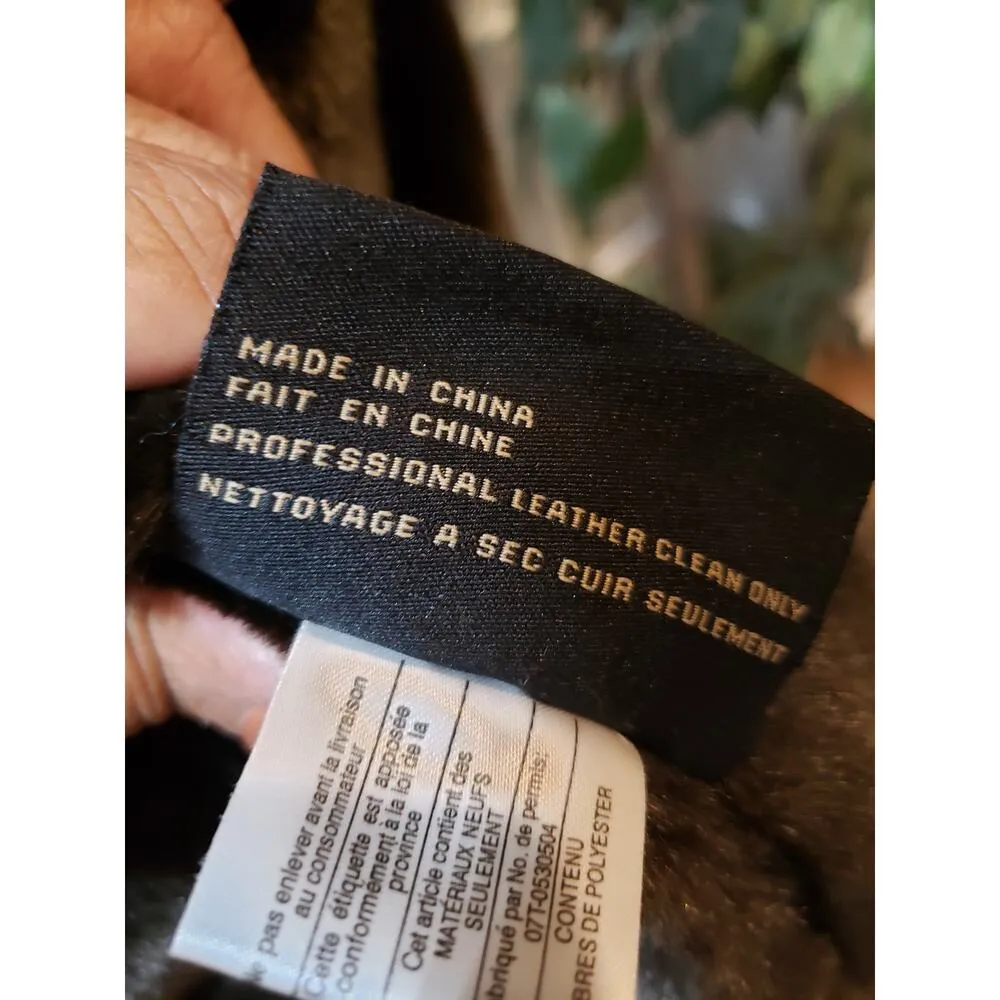 MADE IN CHINA
FAIT EN CHINE
PROFESSIONAL LEATHER CLEAN ONLY
NETTOYAGE A SEC CUIR SEULEMENT
pas enlever avant la livraison
au consommateur
Cette étiquette est apposée
conformément à la loi de la
province
Cet article contient des
MATÉRIAUX NEUFS
SEULEMENT
briqué par No. de permis;
07T-0530504
CONTENU
BRES DE POLYESTER